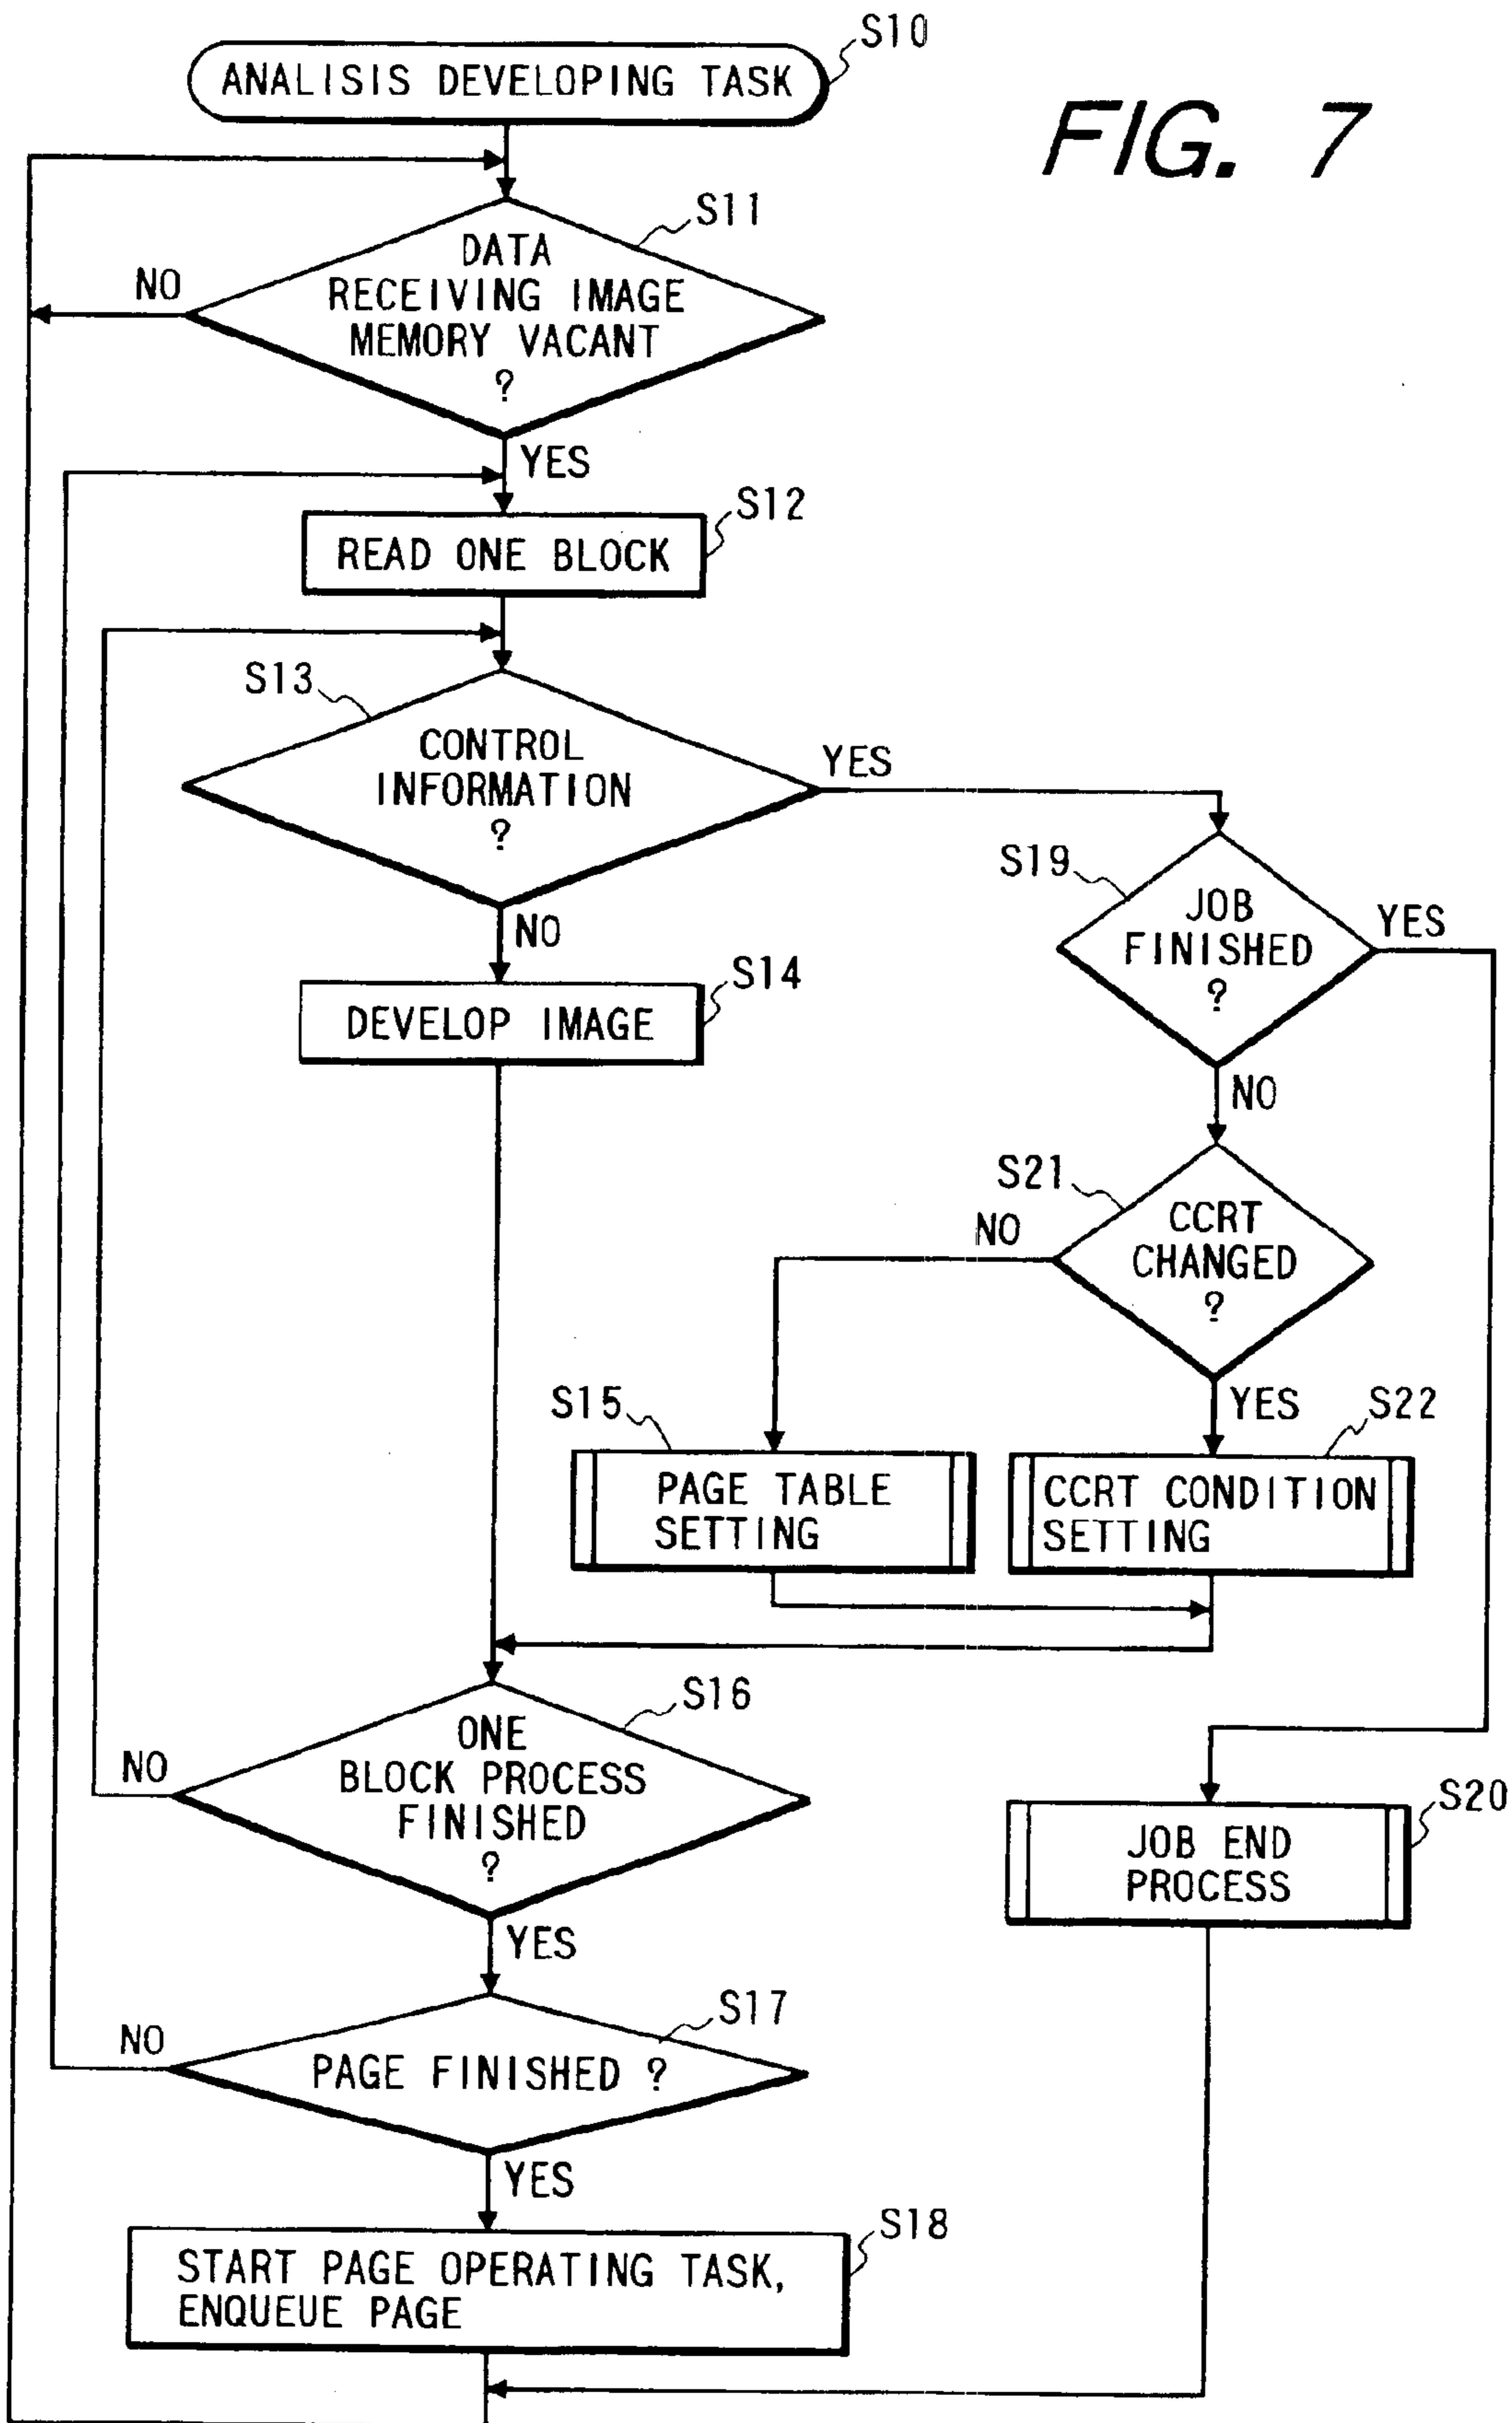 S10
ANALISIS DEVELOPING TASK
FIG. 7
S11
DATA
RECEIVING IMAGE
MEMORY VACANT
?
NO
YES
S12
READ ONE BLOCK
S13
CONTROL
INFORMATION
?
YES
NO
S19
JOB
FINISHED
?
YES
NO
S14
DEVELOP IMAGE
S21
CCRT
CHANGED
?
NO
YES
S15
PAGE TABLE
SETTING
S22
CCRT CONDITION
SETTING
S16
ONE
BLOCK PROCESS
FINISHED
?
NO
YES
S20
JOB END
PROCESS
S17
PAGE FINISHED ?
NO
YES
S18
START PAGE OPERATING TASK,
ENQUEUE PAGE